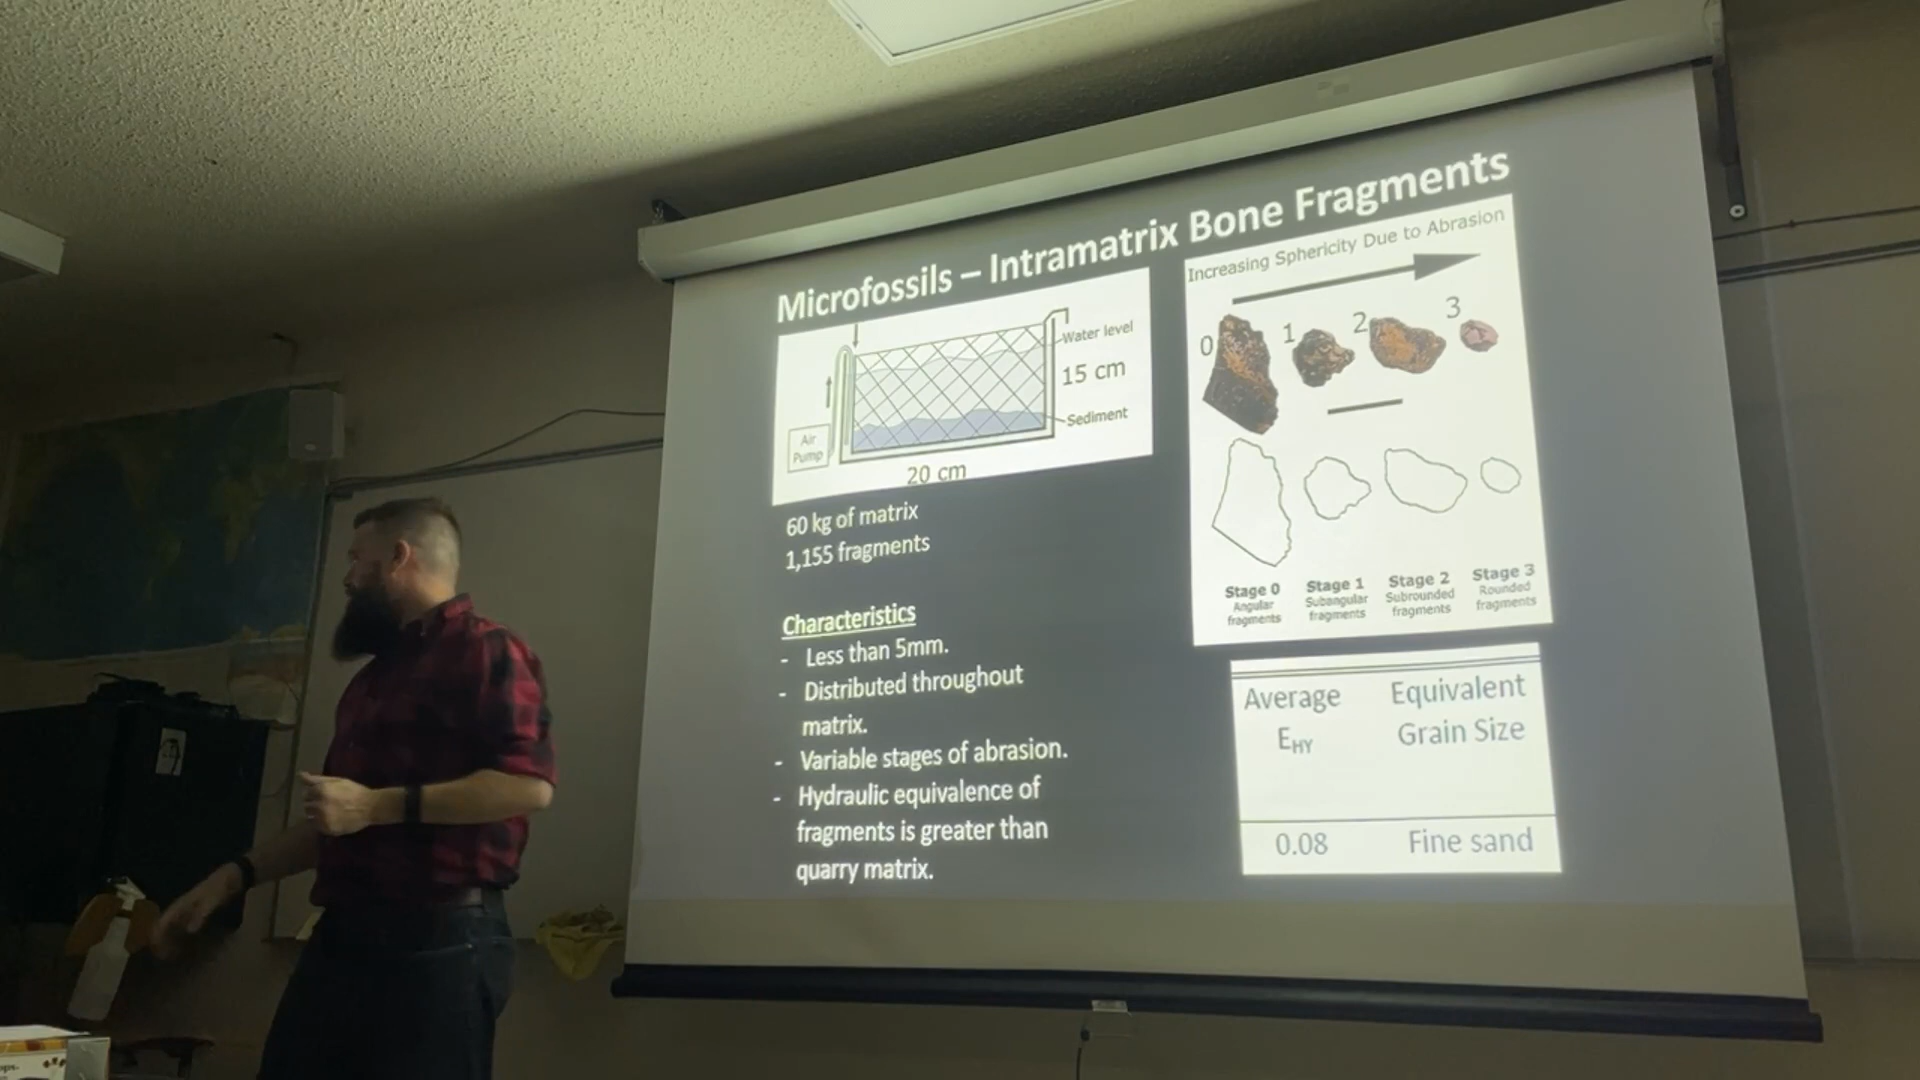 Microfossils – Intramatrix Bone Fragments
Water level
15 cm
Sediment
Air
Pump
20 cm
60 kg of matrix
1,155 fragments
Characteristics
- Less than 5mm.
- Distributed throughout
matrix.
- Variable stages of abrasion.
- Hydraulic equivalence of
fragments is greater than
quarry matrix.
Increasing Sphericity Due to Abrasion
0 1 2 3
Stage 0 Stage 1 Stage 2 Stage 3
Angular Subangular Subrounded Rounded
fragments fragments fragments fragments
Average Equivalent
EHY Grain Size
0.08 Fine sand